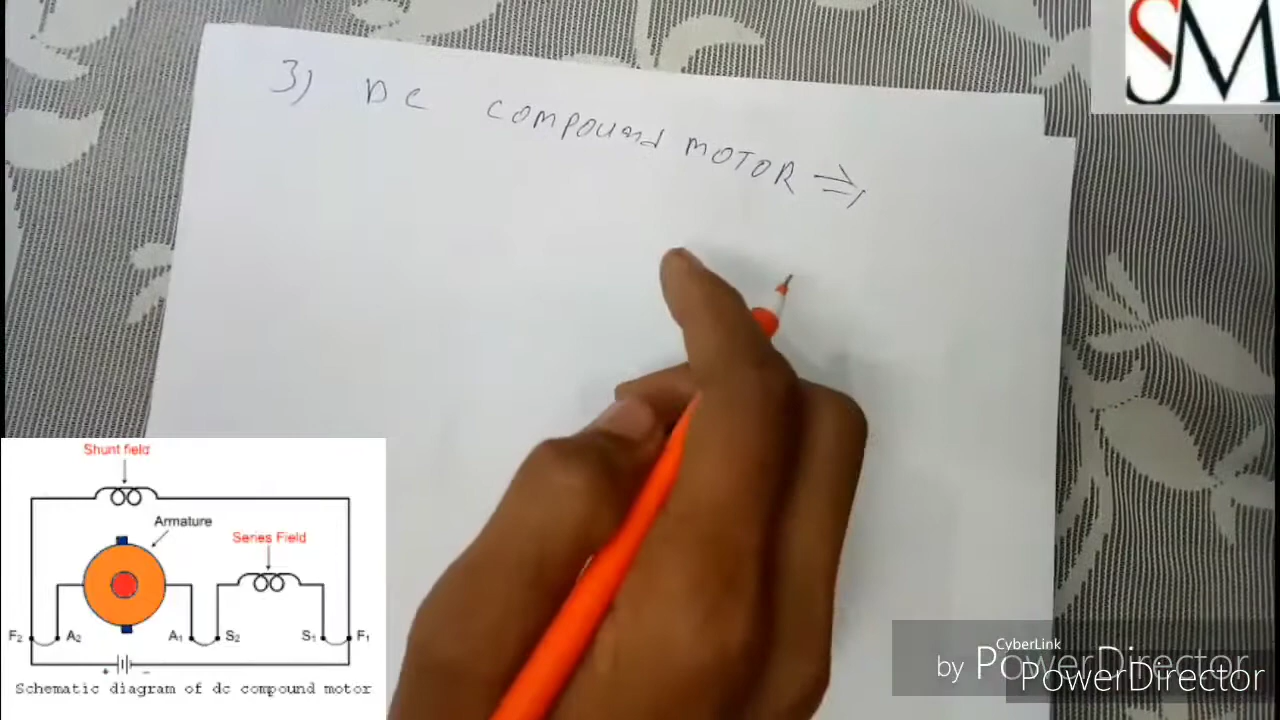 3) DC Compound MOTOR ⇒
SM
Shunt field
Armature
Series Field
F2 A2 A1 S2 S1 F1
+ -
Schematic diagram of dc compound motor
CyberLink
by PowerDirector
PowerDirector